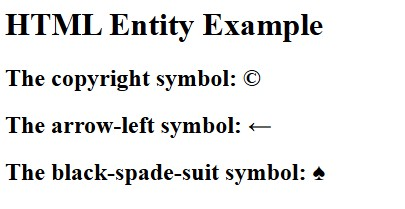 HTML Entity Example
The copyright symbol: ©
The arrow-left symbol: ←
The black-spade-suit symbol: ♠